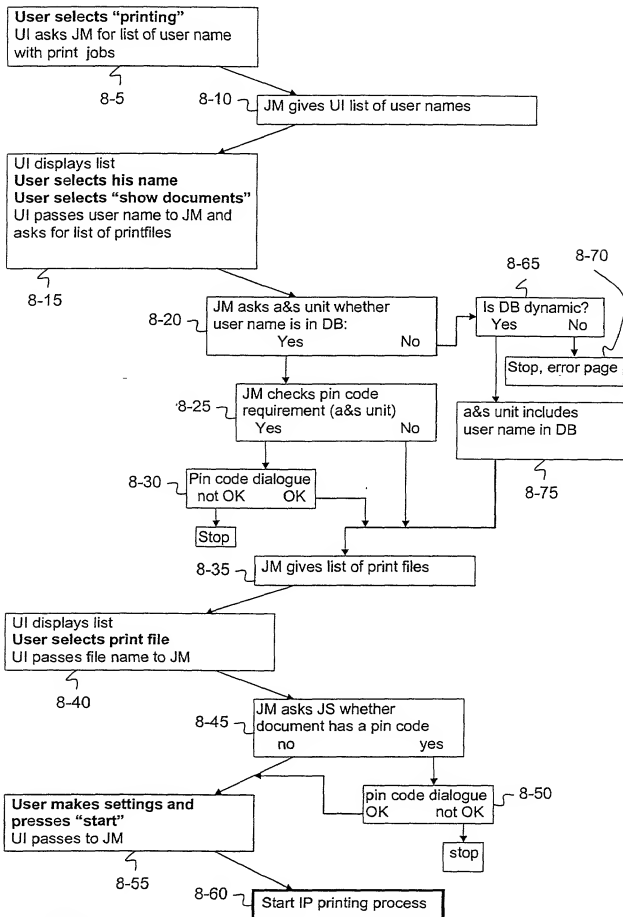 User selects “printing”
UI asks JM for list of user name
with print jobs
8-5
8-10
JM gives UI list of user names
UI displays list
User selects his name
User selects “show documents”
UI passes user name to JM and
asks for list of printfiles
8-15
8-20
JM asks a&s unit whether
user name is in DB:
Yes No
8-65
8-70
Is DB dynamic?
Yes No
Stop, error page
8-25
JM checks pin code
requirement (a&s unit)
Yes No
a&s unit includes
user name in DB
8-75
8-30
Pin code dialogue
not OK OK
Stop
8-35
JM gives list of print files
UI displays list
User selects print file
UI passes file name to JM
8-40
8-45
JM asks JS whether
document has a pin code
no yes
pin code dialogue
OK not OK
8-50
stop
User makes settings and
presses “start”
UI passes to JM
8-55
8-60
Start IP printing process